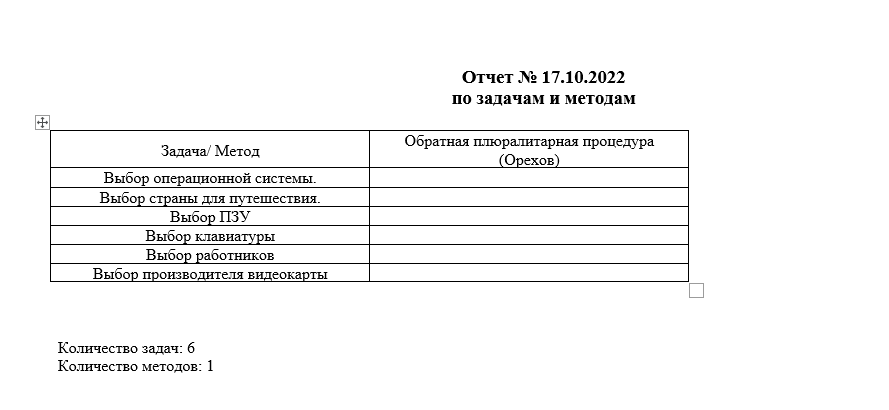 Отчет № 17.10.2022
по задачам и методам
Задача/ Метод
Обратная плюралитарная процедура
(Орехов)
Выбор операционной системы.
Выбор страны для путешествия.
Выбор ПЗУ
Выбор клавиатуры
Выбор работников
Выбор производителя видеокарты
Количество задач: 6
Количество методов: 1